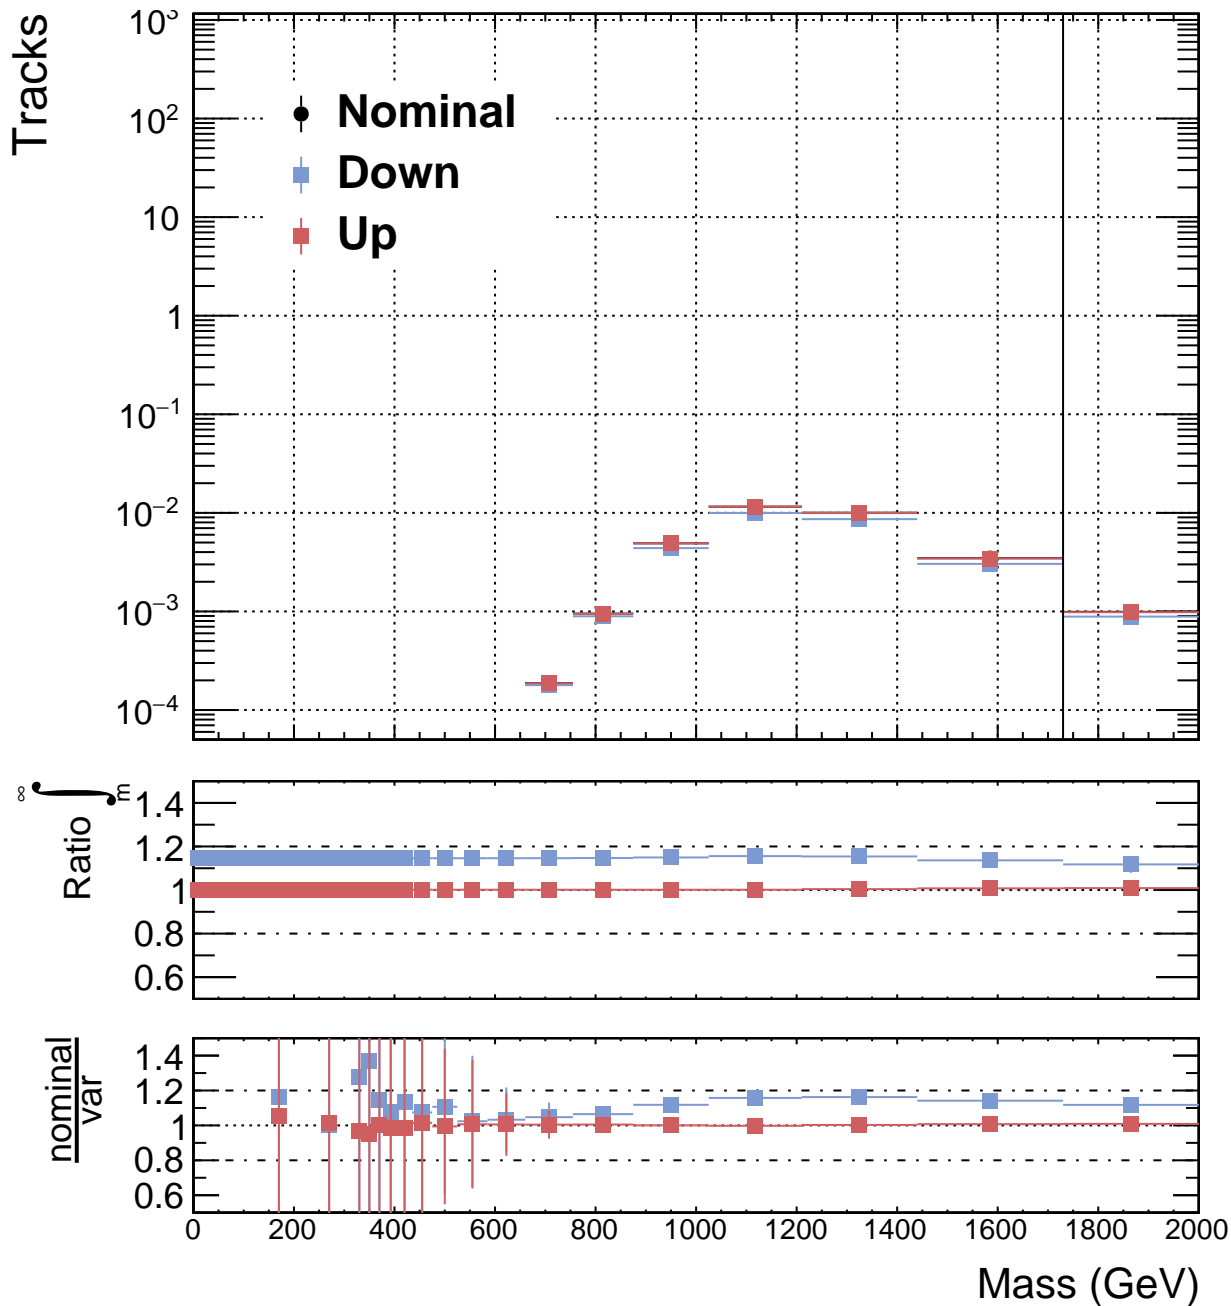 Tracks
10³
10²
10
1
10⁻¹
10⁻²
10⁻³
10⁻⁴
Nominal
Down
Up
Ratio ∫ₘ^∞
1.4
1.2
1
0.8
0.6
nominal
var
1.4
1.2
1
0.8
0.6
0 200 400 600 800 1000 1200 1400 1600 1800 2000
Mass (GeV)